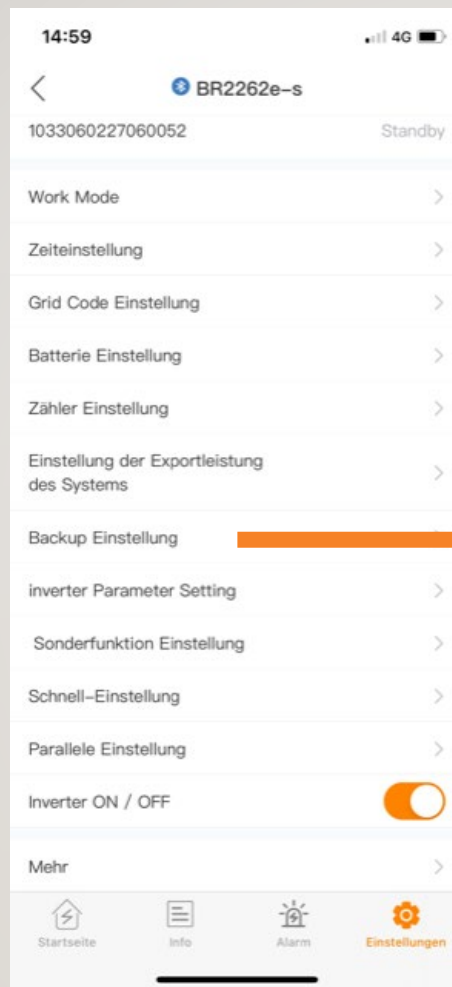 14:59
4G
BR2262e-s
1033060227060052 Standby
Work Mode
Zeiteinstellung
Grid Code Einstellung
Batterie Einstellung
Zähler Einstellung
Einstellung der Exportleistung
des Systems
Backup Einstellung
inverter Parameter Setting
Sonderfunktion Einstellung
Schnell-Einstellung
Parallele Einstellung
Inverter ON / OFF
Mehr
Startseite Info Alarm Einstellungen